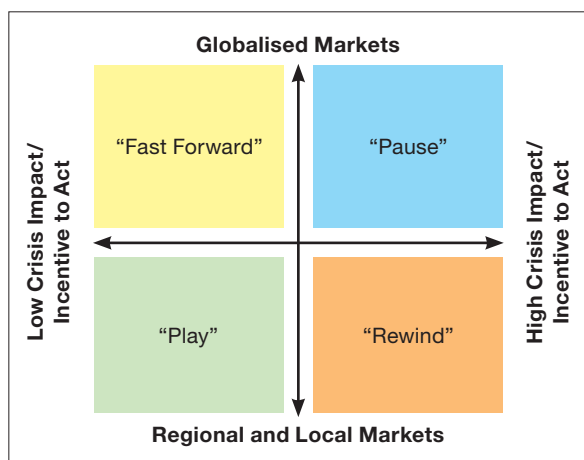 Globalised Markets
Low Crisis Impact/
Incentive to Act
“Fast Forward”
“Pause”
High Crisis Impact/
Incentive to Act
“Play”
“Rewind”
Regional and Local Markets